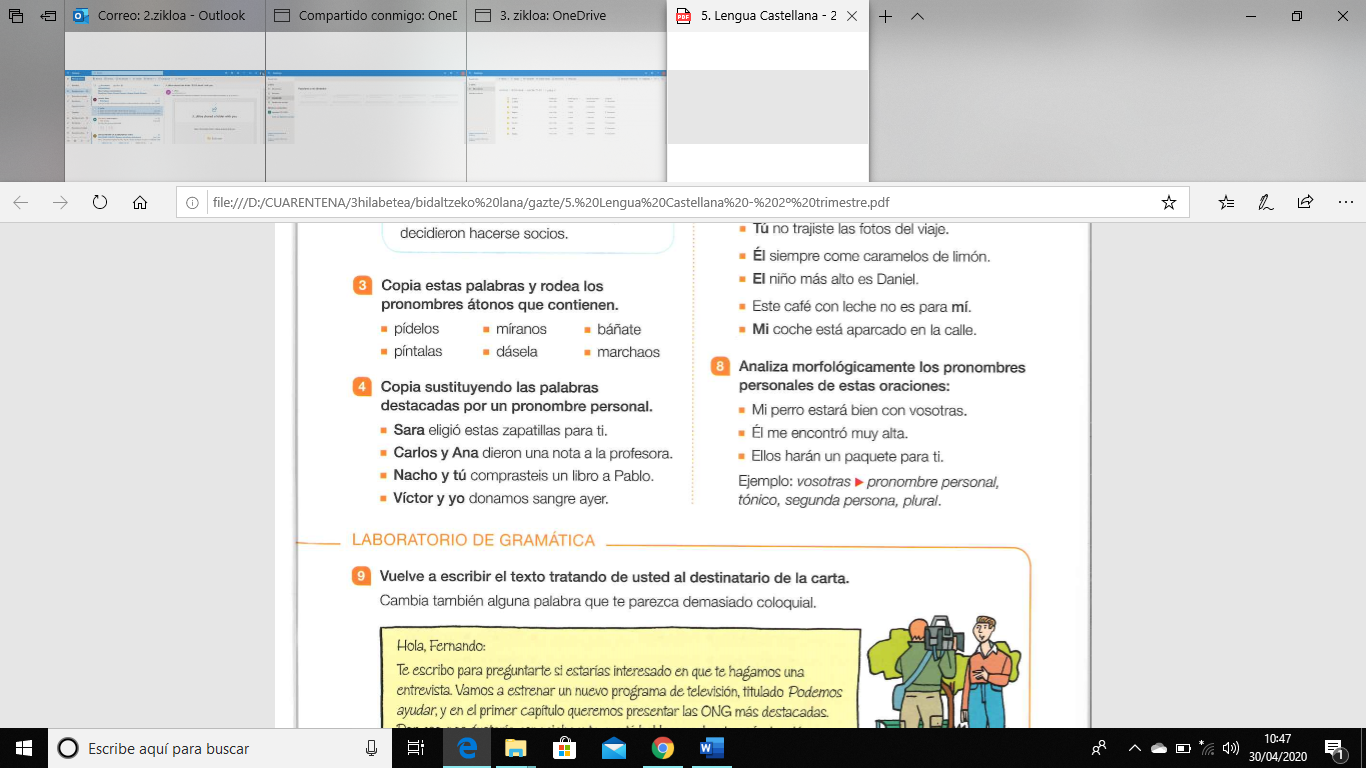 Correo: 2.zikloa - Outlook
Compartido conmigo: OneD
3. zikloa: OneDrive
5. Lengua Castellana - 2
file:///D:/CUARENTENA/3hilabetea/bidaltzeko%20lana/gazte/5.%20Lengua%20Castellana%20-%202º%20trimestre.pdf
decidieron hacerse socios.
3 Copia estas palabras y rodea los
pronombres átonos que contienen.
pídelos míranos báñate
píntalas dásela marchaos
4 Copia sustituyendo las palabras
destacadas por un pronombre personal.
Sara eligió estas zapatillas para ti.
Carlos y Ana dieron una nota a la profesora.
Nacho y tú comprasteis un libro a Pablo.
Víctor y yo donamos sangre ayer.
Tú no trajiste las fotos del viaje.
Él siempre come caramelos de limón.
El niño más alto es Daniel.
Este café con leche no es para mí.
Mi coche está aparcado en la calle.
8 Analiza morfológicamente los pronombres
personales de estas oraciones:
Mi perro estará bien con vosotras.
Él me encontró muy alta.
Ellos harán un paquete para ti.
Ejemplo: vosotras ▶ pronombre personal,
tónico, segunda persona, plural.
LABORATORIO DE GRAMÁTICA
9 Vuelve a escribir el texto tratando de usted al destinatario de la carta.
Cambia también alguna palabra que te parezca demasiado coloquial.
Hola, Fernando:
Te escribo para preguntarte si estarías interesado en que te hagamos una
entrevista. Vamos a estrenar un nuevo programa de televisión, titulado Podemos
ayudar, y en el primer capítulo queremos presentar las ONG más destacadas.
Escribe aquí para buscar
10:47
30/04/2020
1